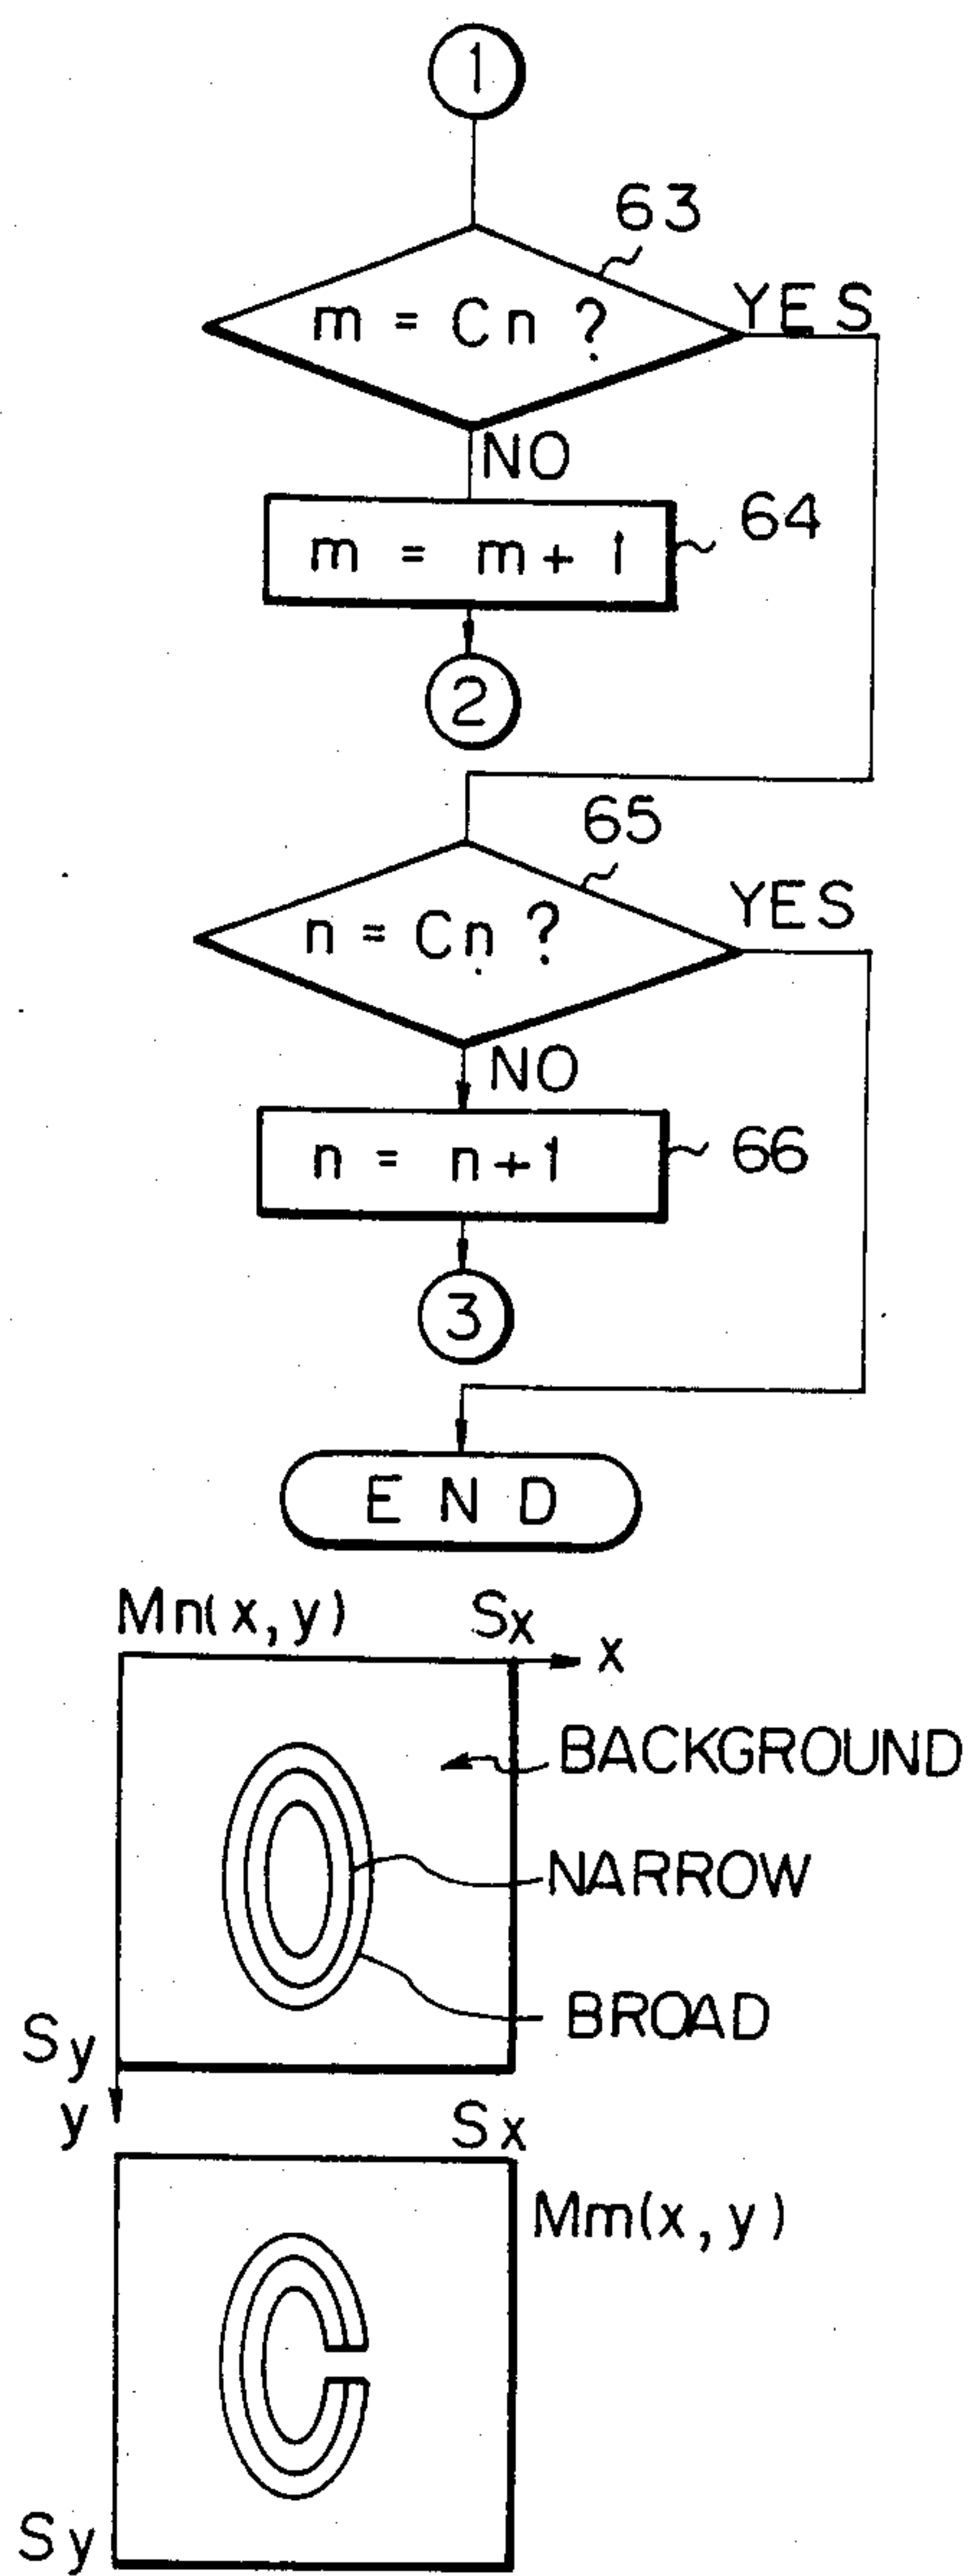 1
63
m = Cn ?
YES
NO
m = m + 1
64
2
65
n = Cn ?
YES
NO
n = n+1
66
3
END
Mn(x, y)
Sx
x
BACKGROUND
NARROW
BROAD
Sy
y
Sx
Mm(x, y)
Sy